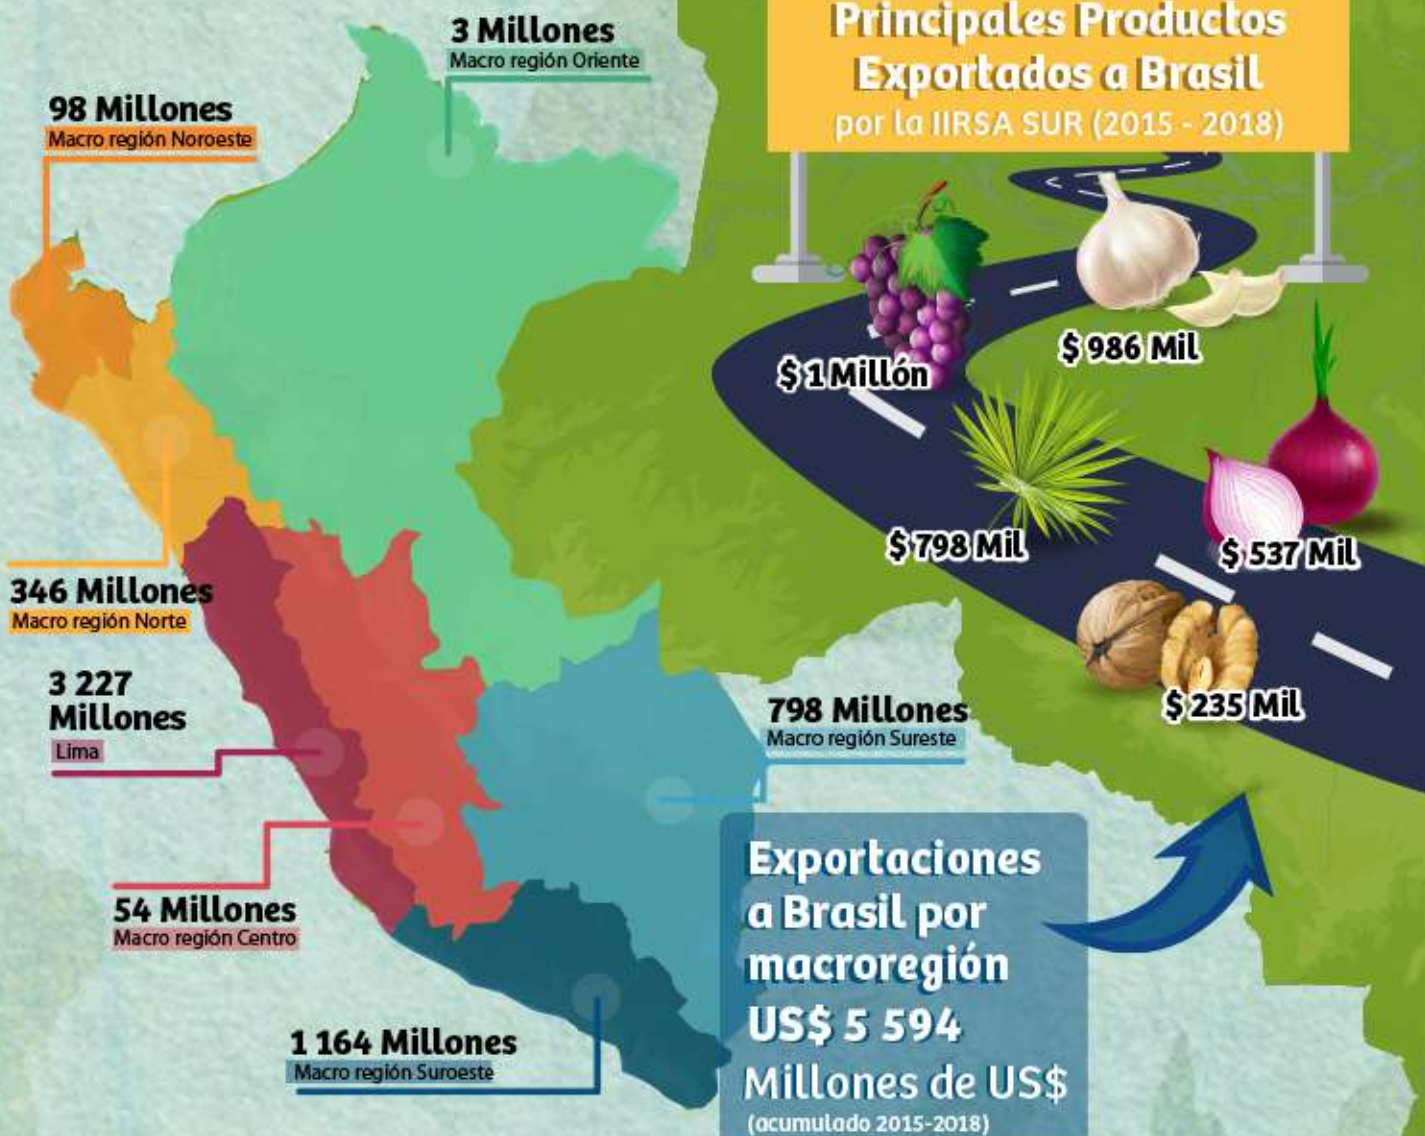 3 Millones
Macro región Oriente
98 Millones
Macro región Noroeste
346 Millones
Macro región Norte
3 227
Millones
Lima
54 Millones
Macro región Centro
1 164 Millones
Macro región Suroeste
798 Millones
Macro región Sureste
Exportaciones
a Brasil por
macroregión
US$ 5 594
Millones de US$
(acumulado 2015-2018)
Principales Productos
Exportados a Brasil
por la IIRSA SUR (2015 - 2018)
$ 1 Millón
$ 986 Mil
$ 798 Mil
$ 537 Mil
$ 235 Mil